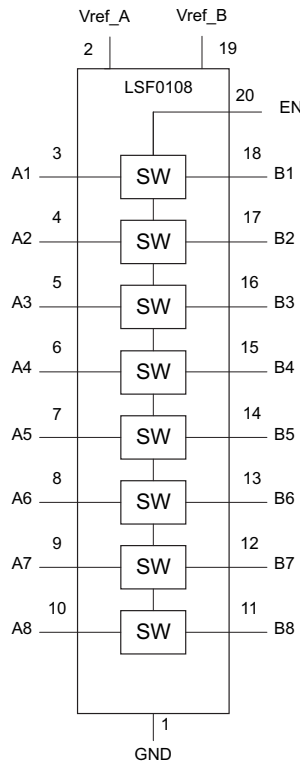 Vref_A Vref_B
2 19
LSF0108
20 EN
3 18
A1 SW B1
4 17
A2 SW B2
5 16
A3 SW B3
6 15
A4 SW B4
7 14
A5 SW B5
8 13
A6 SW B6
9 12
A7 SW B7
10 11
A8 SW B8
1
GND